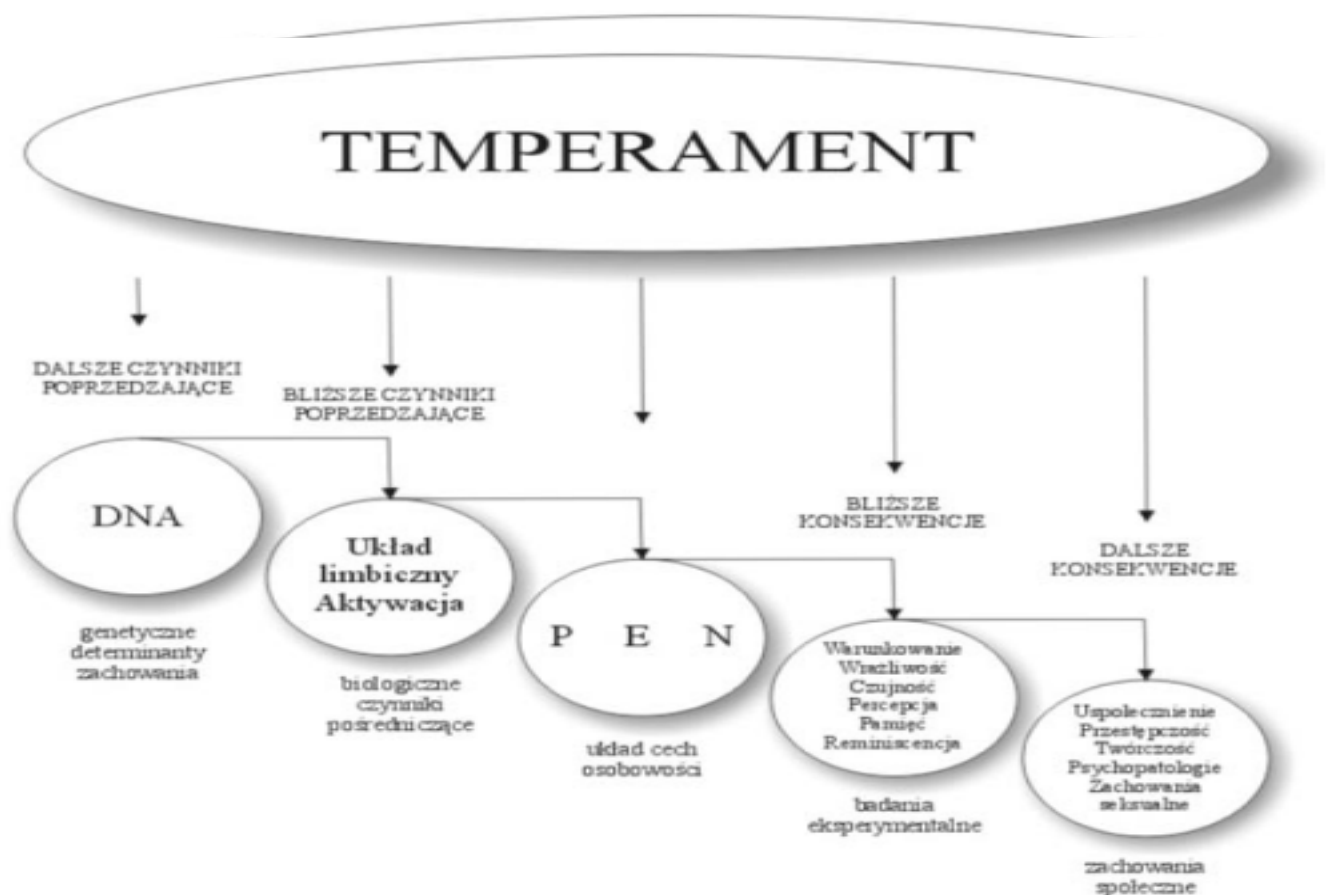 TEMPERAMENT
DALSZE CZYNNIKI
POPRZEDZAJĄCE
BLIŻSZE CZYNNIKI
POPRZEDZAJĄCE
BLIŻSZE
KONSEKWENCJE
DALSZE
KONSEKWENCJE
DNA
genetyczne
determinanty
zachowania
Układ
limbiczny
Aktywacja
biologiczne
czynniki
pośredniczące
P E N
układ cech
osobowości
Warunkowanie
Wrażliwość
Czujność
Percepcja
Pamięć
Reminiscencja
badania
eksperymentalne
Uspołecznienie
Przestępczość
Twórczość
Psychopatologie
Zachowania
seksualne
zachowania
społeczne